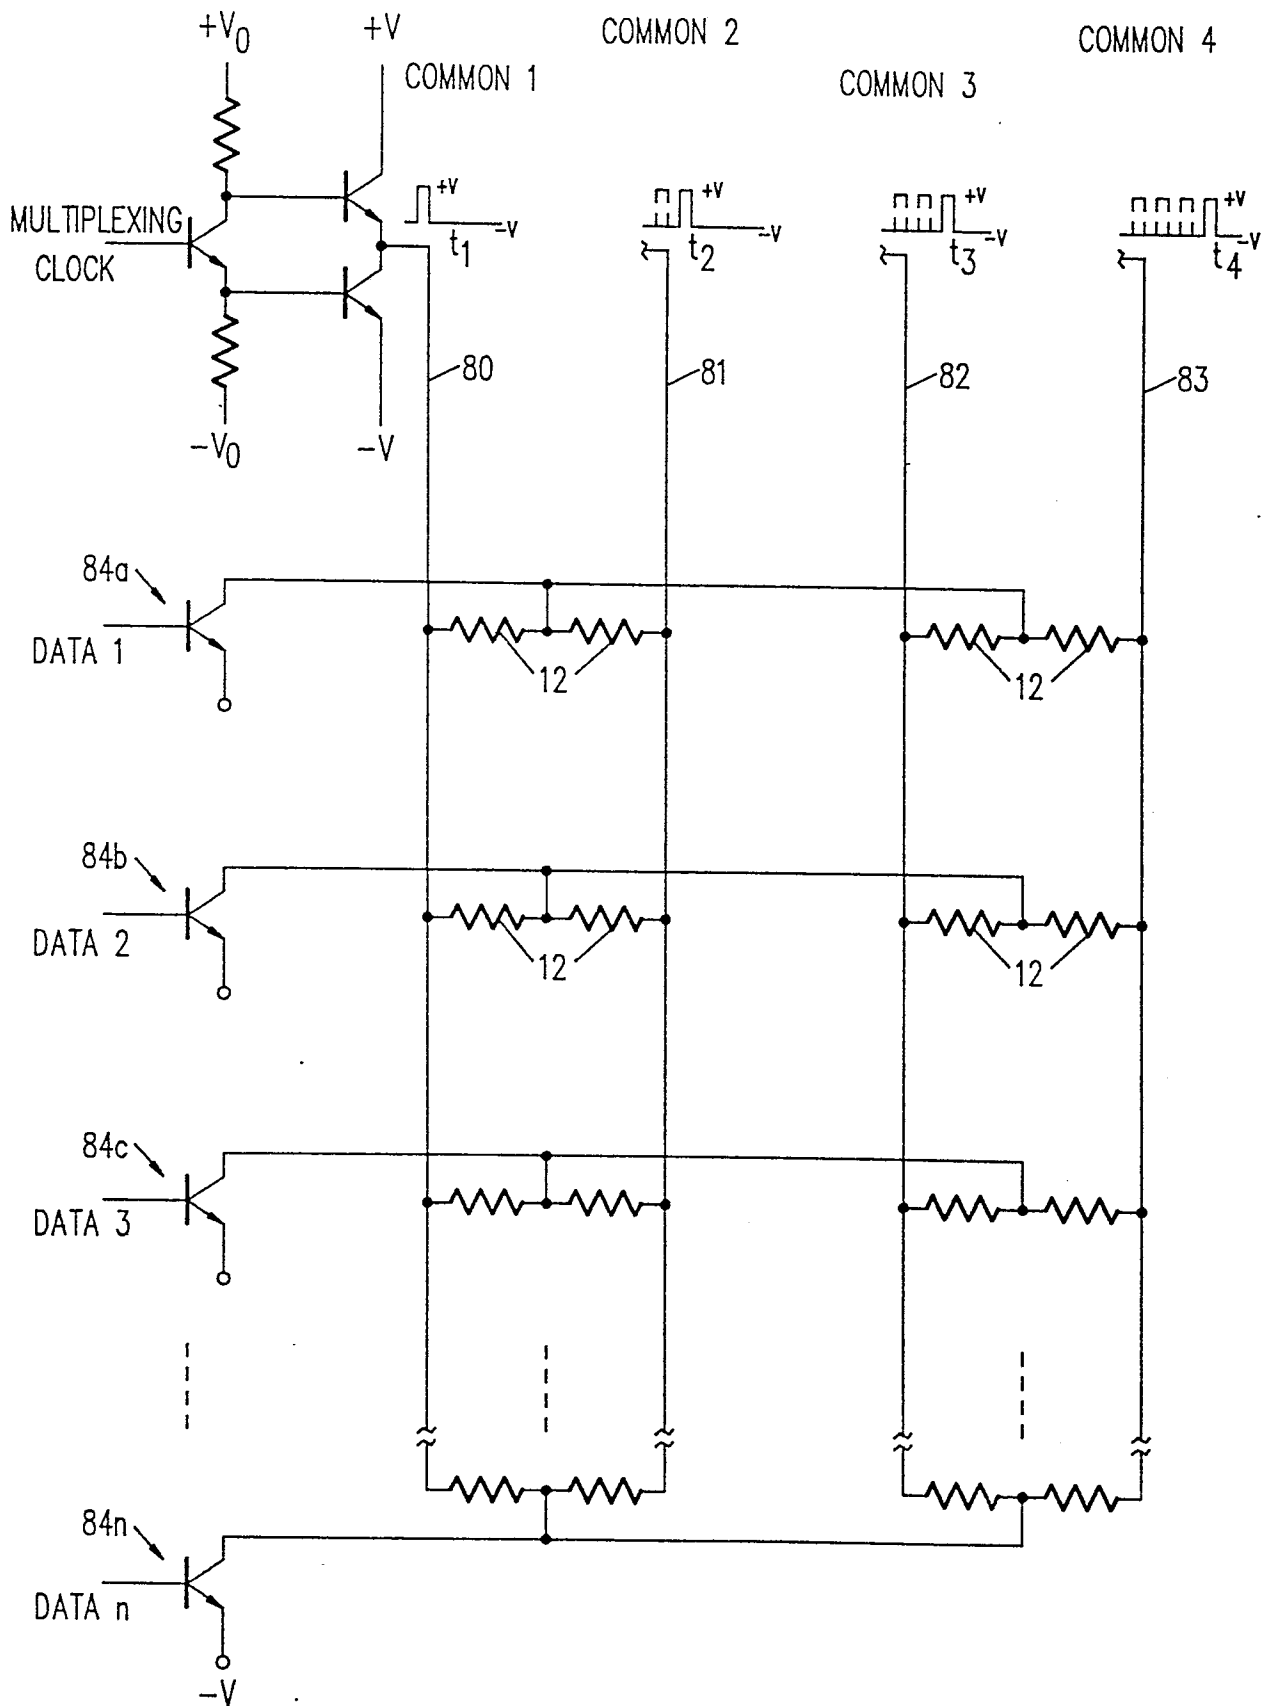 +V0
+V
COMMON 2
COMMON 4
COMMON 1
COMMON 3
MULTIPLEXING
CLOCK
+V
-V
t1
+V
-V
t2
+V
-V
t3
+V
-V
t4
80
81
82
83
-V0
-V
84a
DATA 1
12
12
84b
DATA 2
12
12
84c
DATA 3
84n
DATA n
-V